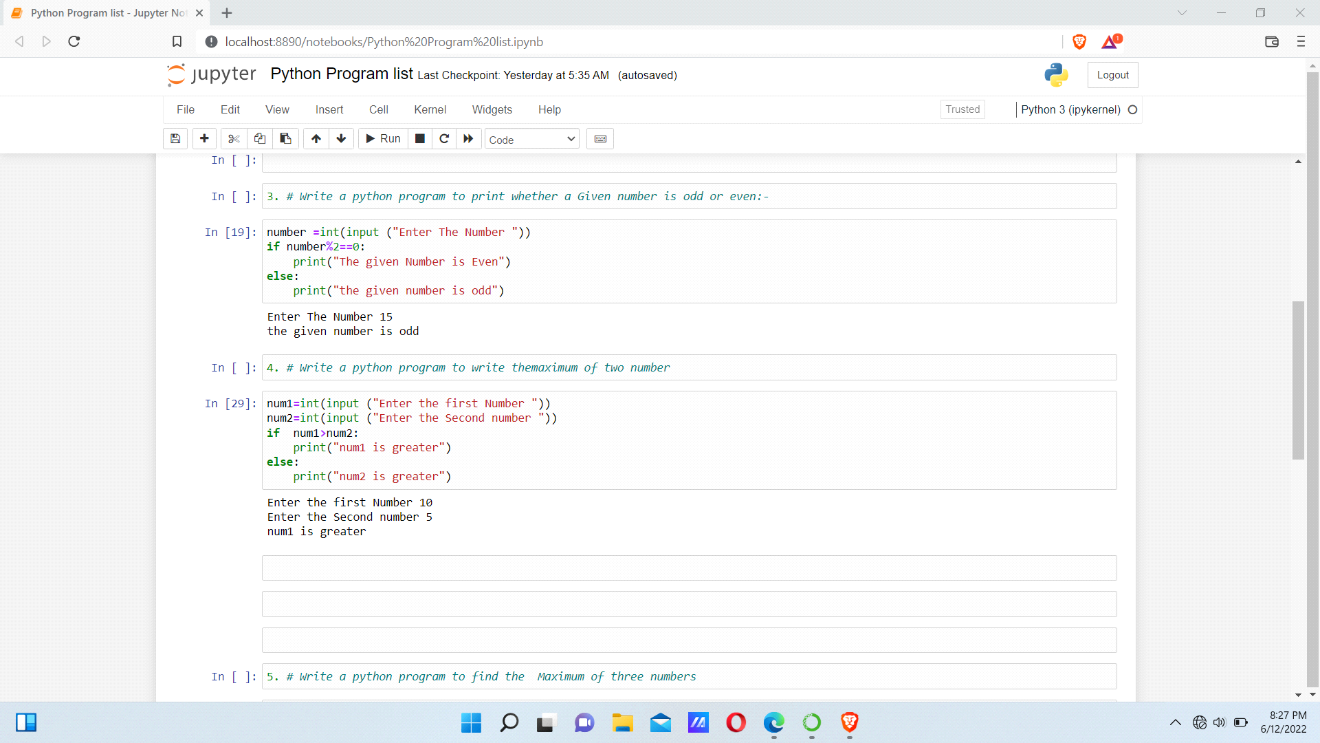 Python Program list - Jupyter No
localhost:8890/notebooks/Python%20Program%20list.ipynb
1
jupyter Python Program list Last Checkpoint: Yesterday at 5:35 AM (autosaved)
Logout
File Edit View Insert Cell Kernel Widgets Help
Trusted
Python 3 (ipykernel)
Run
Code
In [ ]:
In [ ]: 3. # Write a python program to print whether a Given number is odd or even:-
In [19]: number =int(input ("Enter The Number "))
if number%2==0:
    print("The given Number is Even")
else:
    print("the given number is odd")
Enter The Number 15
the given number is odd
In [ ]: 4. # Write a python program to write themaximum of two number
In [29]: num1=int(input ("Enter the first Number "))
num2=int(input ("Enter the Second number "))
if  num1>num2:
    print("num1 is greater")
else:
    print("num2 is greater")
Enter the first Number 10
Enter the Second number 5
num1 is greater
In [ ]: 5. # Write a python program to find the  Maximum of three numbers
8:27 PM
6/12/2022